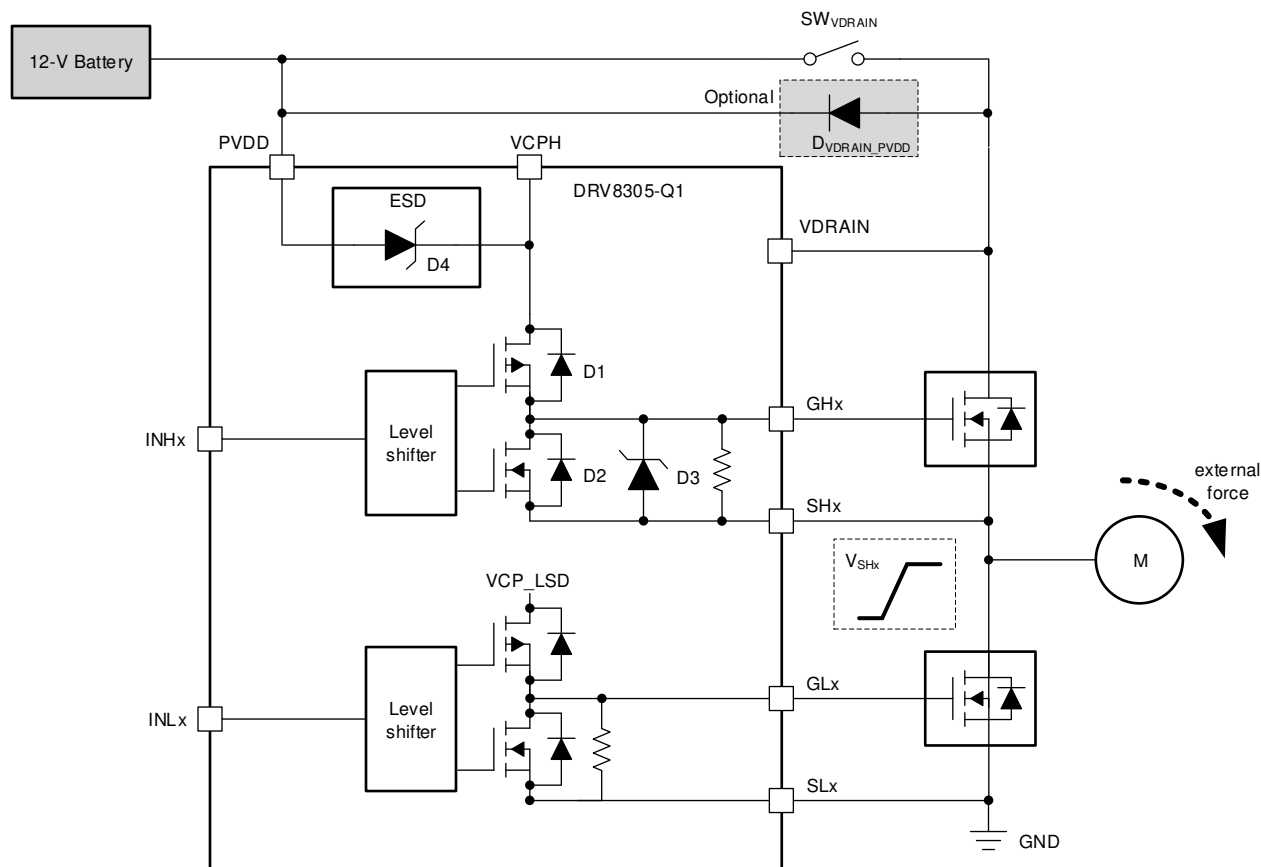 SWVDRAIN
12-V Battery
Optional
DVDRAIN_PVDD
PVDD
VCPH
DRV8305-Q1
ESD
D4
VDRAIN
D1
GHx
INHx
Level
shifter
D2
D3
SHx
external
force
M
VSHx
VCP_LSD
GLx
INLx
Level
shifter
SLx
GND